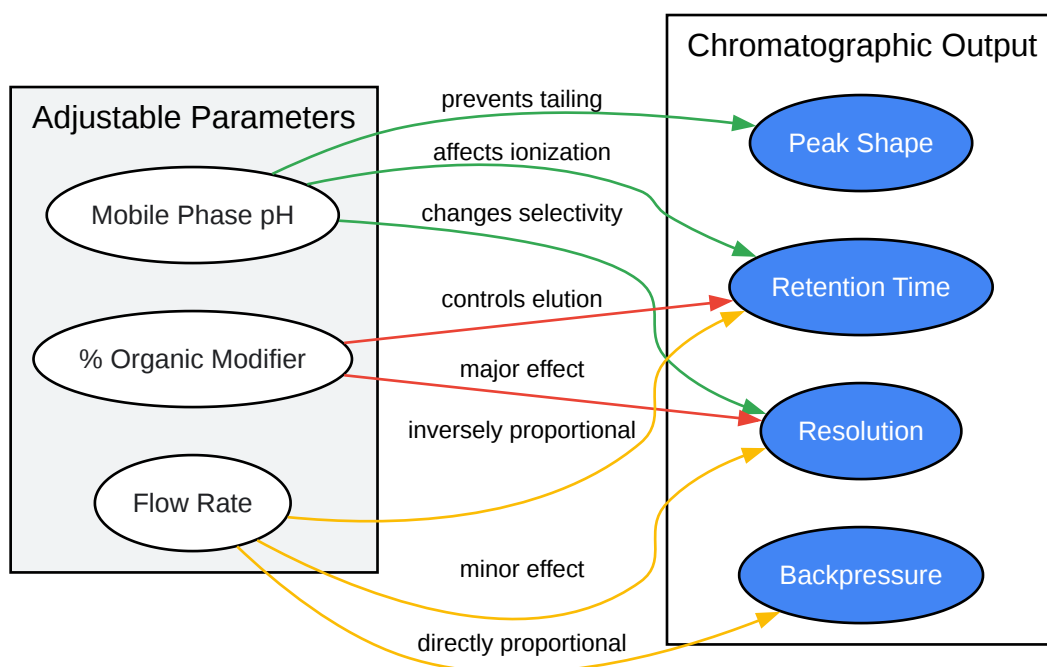 Adjustable Parameters
Mobile Phase pH
% Organic Modifier
Flow Rate
prevents tailing
affects ionization
changes selectivity
controls elution
major effect
inversely proportional
minor effect
directly proportional
Chromatographic Output
Peak Shape
Retention Time
Resolution
Backpressure